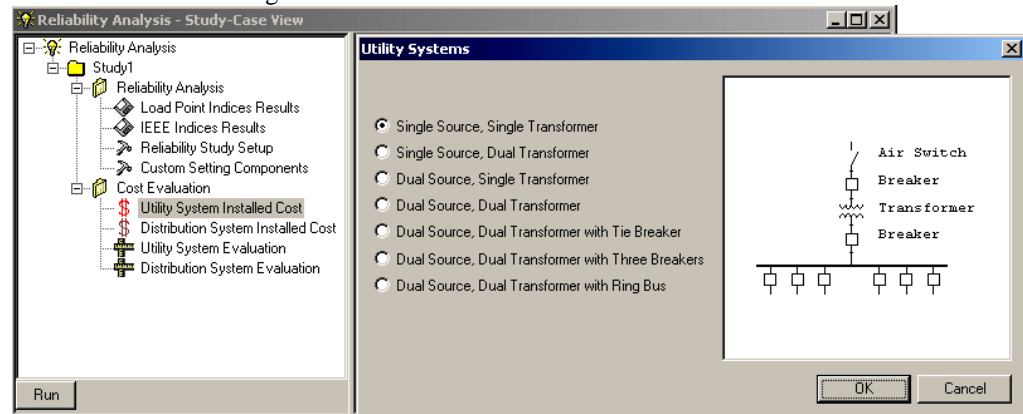 Reliability Analysis - Study-Case View
Reliability Analysis
Study1
Reliability Analysis
Load Point Indices Results
IEEE Indices Results
Reliability Study Setup
Custom Setting Components
Cost Evaluation
Utility System Installed Cost
Distribution System Installed Cost
Utility System Evaluation
Distribution System Evaluation
Run
Utility Systems
Single Source, Single Transformer
Single Source, Dual Transformer
Dual Source, Single Transformer
Dual Source, Dual Transformer
Dual Source, Dual Transformer with Tie Breaker
Dual Source, Dual Transformer with Three Breakers
Dual Source, Dual Transformer with Ring Bus
Air Switch
Breaker
Transformer
Breaker
OK
Cancel